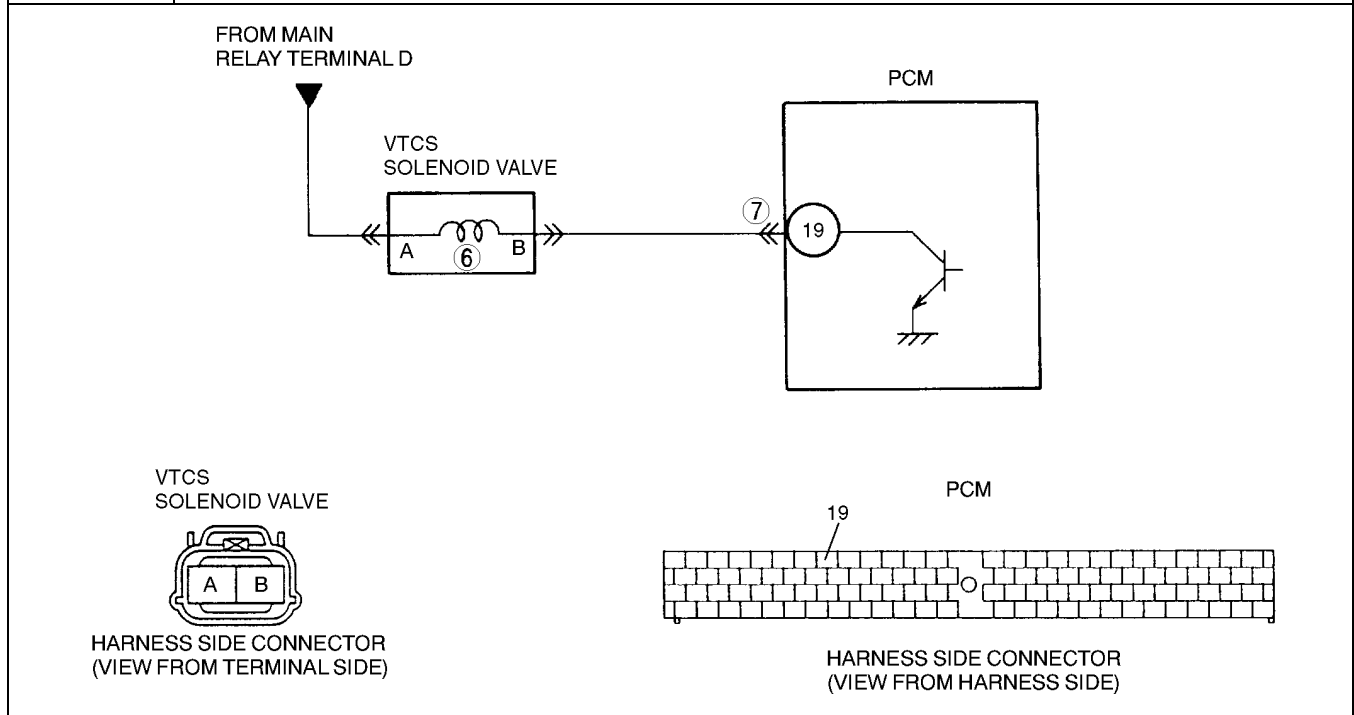 FROM MAIN
RELAY TERMINAL D
PCM
VTCS
SOLENOID VALVE
A
⑥
B
⑦
19
VTCS
SOLENOID VALVE
A B
HARNESS SIDE CONNECTOR
(VIEW FROM TERMINAL SIDE)
PCM
19
HARNESS SIDE CONNECTOR
(VIEW FROM HARNESS SIDE)